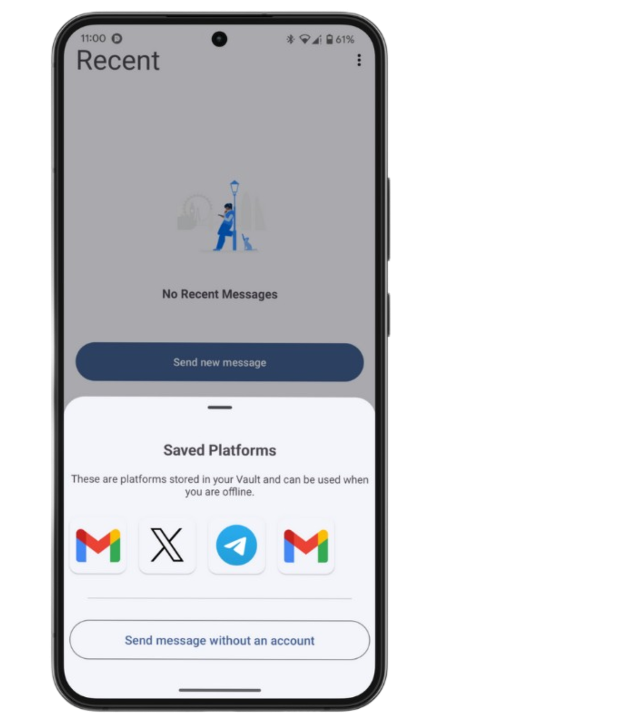 11:00
61%
Recent
No Recent Messages
Send new message
Saved Platforms
These are platforms stored in your Vault and can be used when
you are offline.
Send message without an account